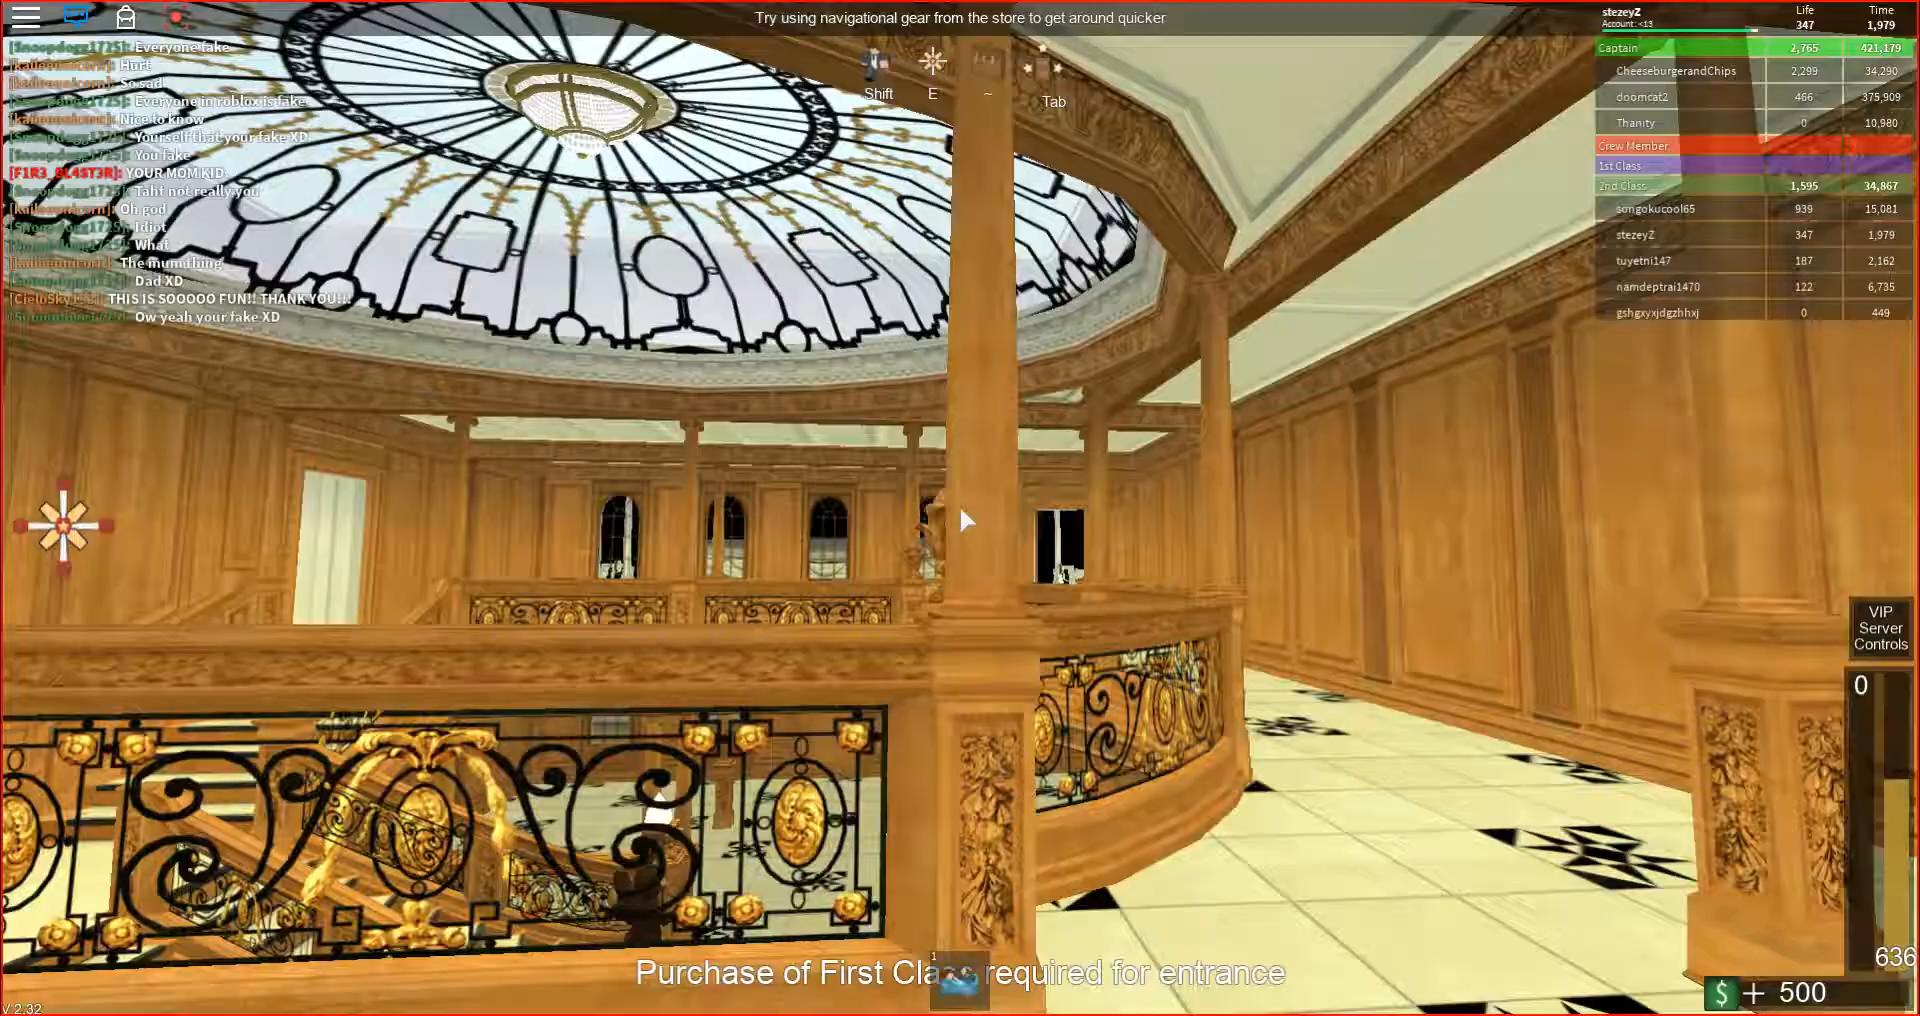 Try using navigational gear from the store to get around quicker
stezeyZ
Account: <13
Life
347
Time
1,979
Everyone fake
Hurt
So sad
Everyone in roblox is fake
Nice to know
Yourself that your fake XD
You fake
[F1R3_BL4ST3R]: YOUR MOM KID
Taht not really you
Oh god
Idiot
What
The mum thing
Dad XD
THIS IS SOOOOO FUN!! THANK YOU!!!
Ow yeah your fake XD
Shift
E
~
Tab
Captain 2,765 421,179
CheeseburgerandChips 2,299 34,290
doomcat2 466 375,909
Thanity 0 10,980
Crew Member
1st Class
2nd Class 1,595 34,867
songokucool65 939 15,081
stezeyZ 347 1,979
tuyetni147 187 2,162
namdeptrai1470 122 6,735
gshgxyxjdgzhhxj 0 449
VIP
Server
Controls
0
636
Purchase of First Cla required for entrance
1
$ + 500
V 2.32